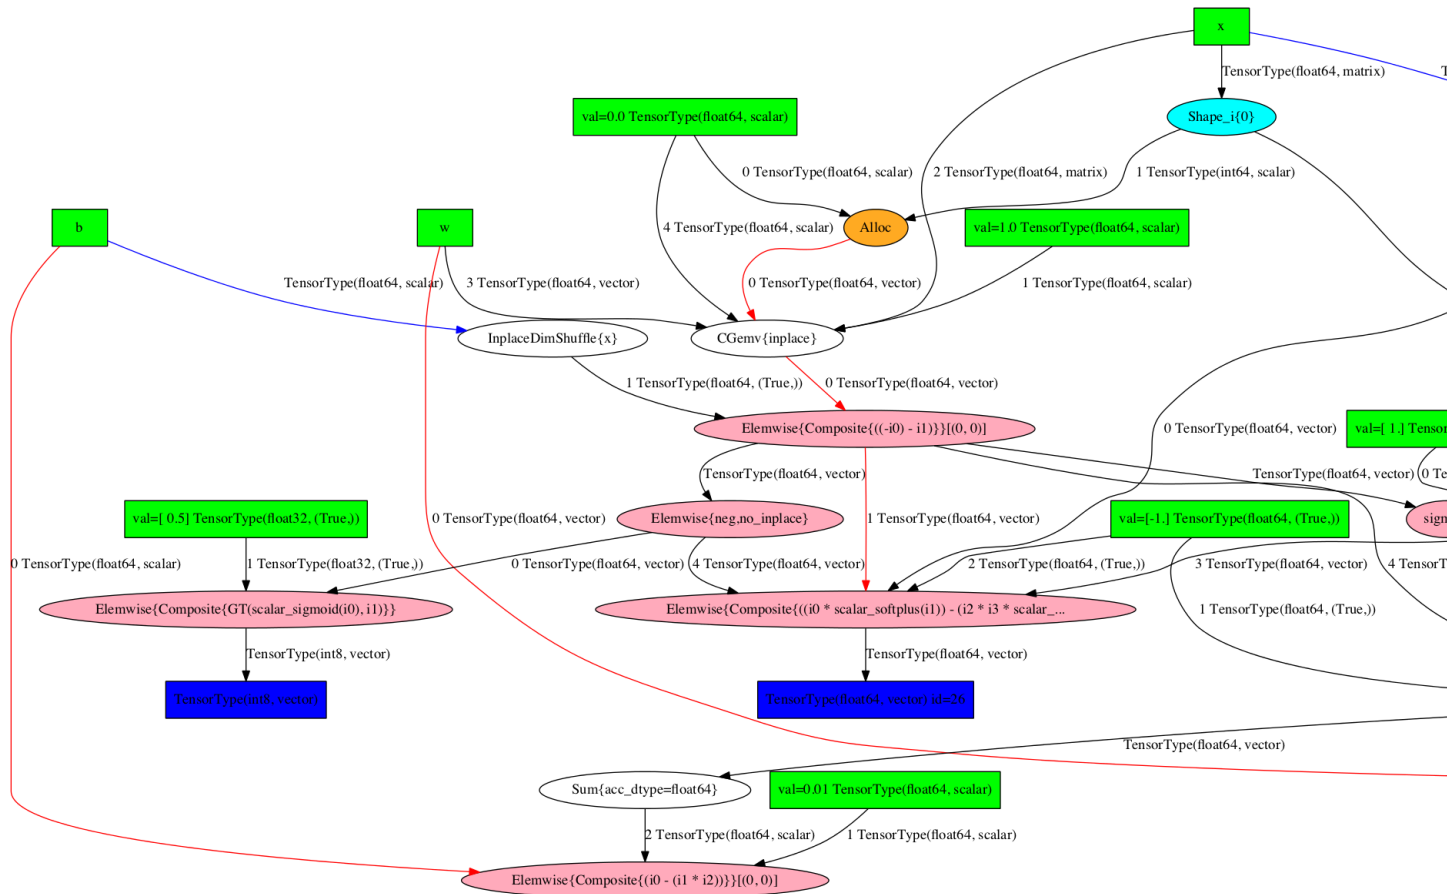 x
TensorType(float64, matrix)
val=0.0 TensorType(float64, scalar)
Shape_i{0}
0 TensorType(float64, scalar)
2 TensorType(float64, matrix)
1 TensorType(int64, scalar)
b
w
4 TensorType(float64, scalar)
Alloc
val=1.0 TensorType(float64, scalar)
TensorType(float64, scalar)
3 TensorType(float64, vector)
0 TensorType(float64, vector)
1 TensorType(float64, scalar)
InplaceDimShuffle{x}
CGemv{inplace}
1 TensorType(float64, (True,))
0 TensorType(float64, vector)
Elemwise{Composite{((-i0) - i1)}}[(0, 0)]
0 TensorType(float64, vector)
val=[ 1.] Tensor
TensorType(float64, vector)
TensorType(float64, vector)
0 Te
val=[ 0.5] TensorType(float32, (True,))
0 TensorType(float64, vector)
Elemwise{neg,no_inplace}
1 TensorType(float64, vector)
val=[-1.] TensorType(float64, (True,))
sigm
0 TensorType(float64, scalar)
1 TensorType(float32, (True,))
0 TensorType(float64, vector)
4 TensorType(float64, vector)
2 TensorType(float64, (True,))
3 TensorType(float64, vector)
4 TensorT
Elemwise{Composite{GT(scalar_sigmoid(i0), i1)}}
Elemwise{Composite{((i0 * scalar_softplus(i1)) - (i2 * i3 * scalar_...
1 TensorType(float64, (True,))
TensorType(int8, vector)
TensorType(float64, vector)
TensorType(int8, vector)
TensorType(float64, vector) id=26
TensorType(float64, vector)
Sum{acc_dtype=float64}
val=0.01 TensorType(float64, scalar)
2 TensorType(float64, scalar)
1 TensorType(float64, scalar)
Elemwise{Composite{(i0 - (i1 * i2))}}[(0, 0)]